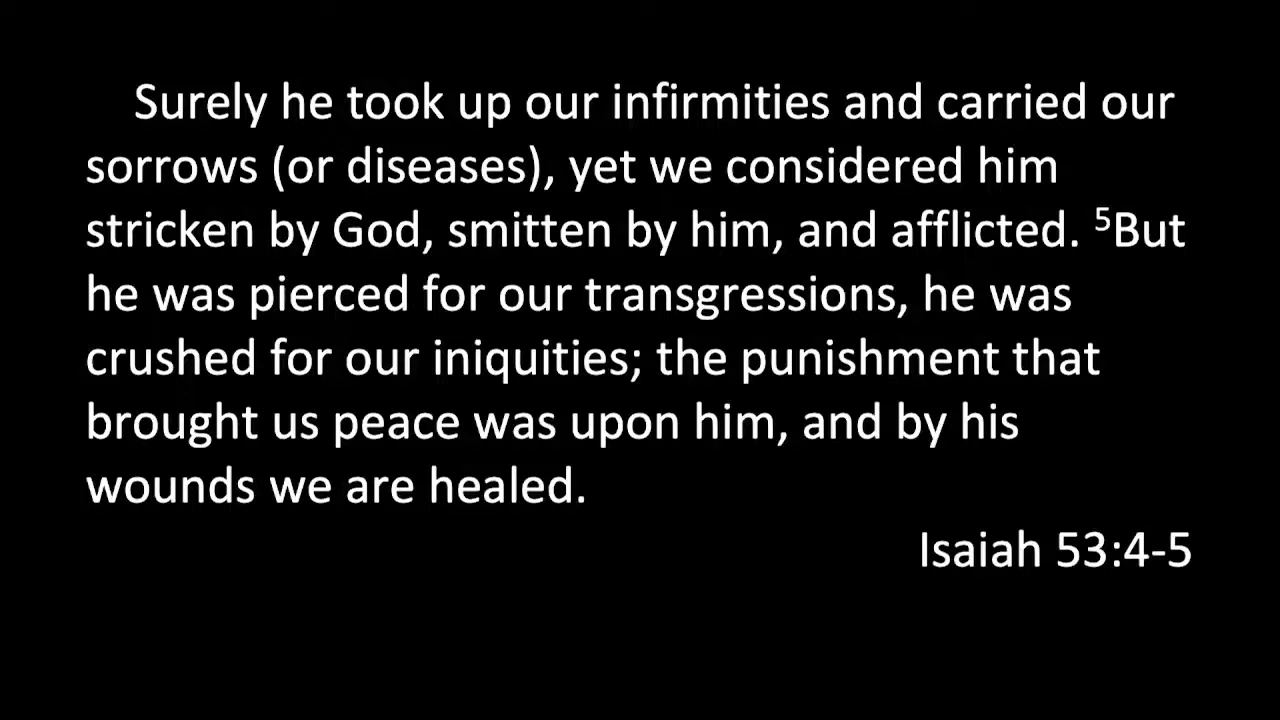 Surely he took up our infirmities and carried our
sorrows (or diseases), yet we considered him
stricken by God, smitten by him, and afflicted. ⁵But
he was pierced for our transgressions, he was
crushed for our iniquities; the punishment that
brought us peace was upon him, and by his
wounds we are healed.
Isaiah 53:4-5